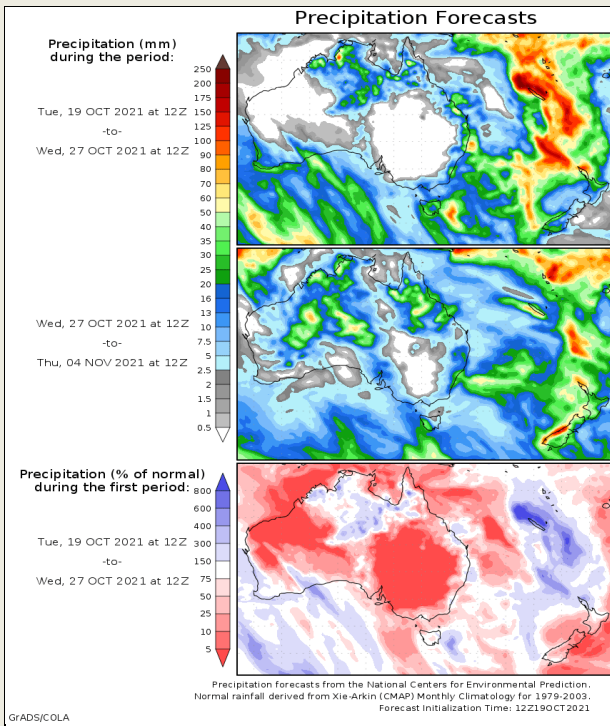 Precipitation Forecasts
Precipitation (mm)
during the period:
Tue, 19 OCT 2021 at 12Z
-to-
Wed, 27 OCT 2021 at 12Z
250
200
175
150
125
100
90
80
70
60
50
40
35
30
25
20
16
13
10
7.5
5
2.5
2
1.5
1
0.5
Wed, 27 OCT 2021 at 12Z
-to-
Thu, 04 NOV 2021 at 12Z
Precipitation (% of normal)
during the first period:
Tue, 19 OCT 2021 at 12Z
-to-
Wed, 27 OCT 2021 at 12Z
800
600
400
300
150
75
50
25
10
5
Precipitation forecasts from the National Centers for Environmental Prediction.
Normal rainfall derived from Xie-Arkin (CMAP) Monthly Climatology for 1979-2003.
Forecast Initialization Time: 12Z19OCT2021
GrADS/COLA